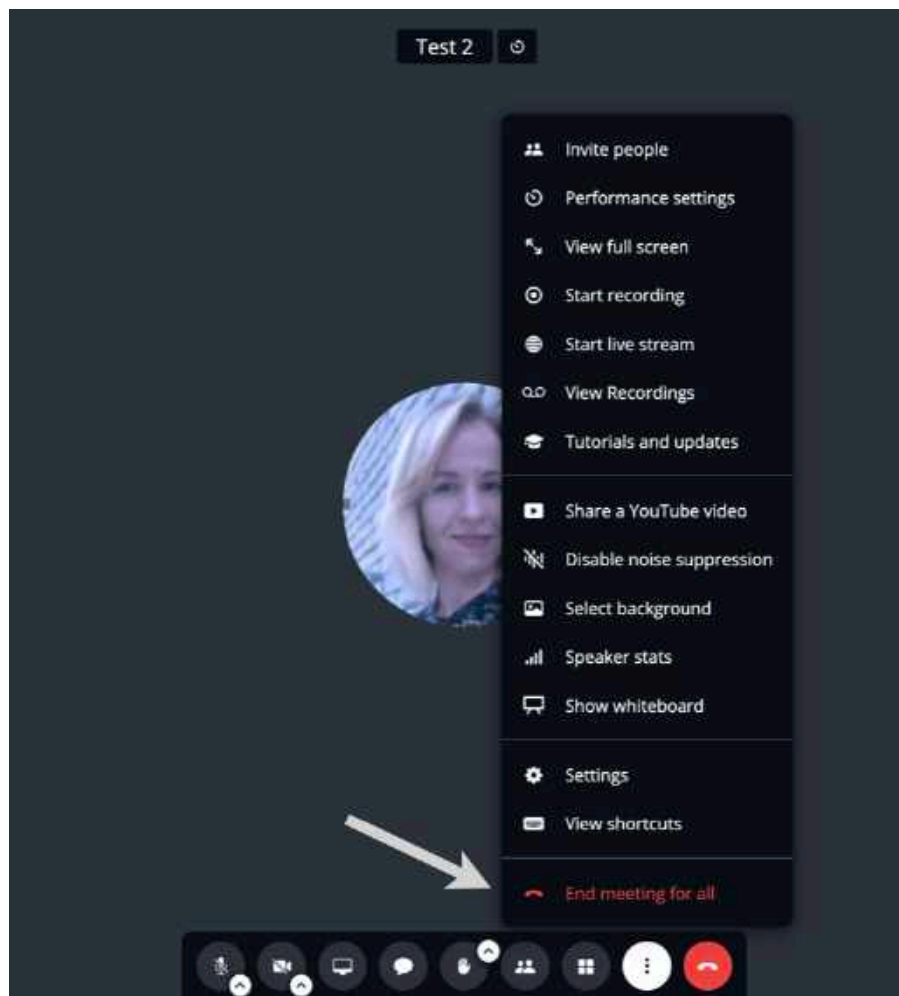 Test 2
Invite people
Performance settings
View full screen
Start recording
Start live stream
View Recordings
Tutorials and updates
Share a YouTube video
Disable noise suppression
Select background
Speaker stats
Show whiteboard
Settings
View shortcuts
End meeting for all